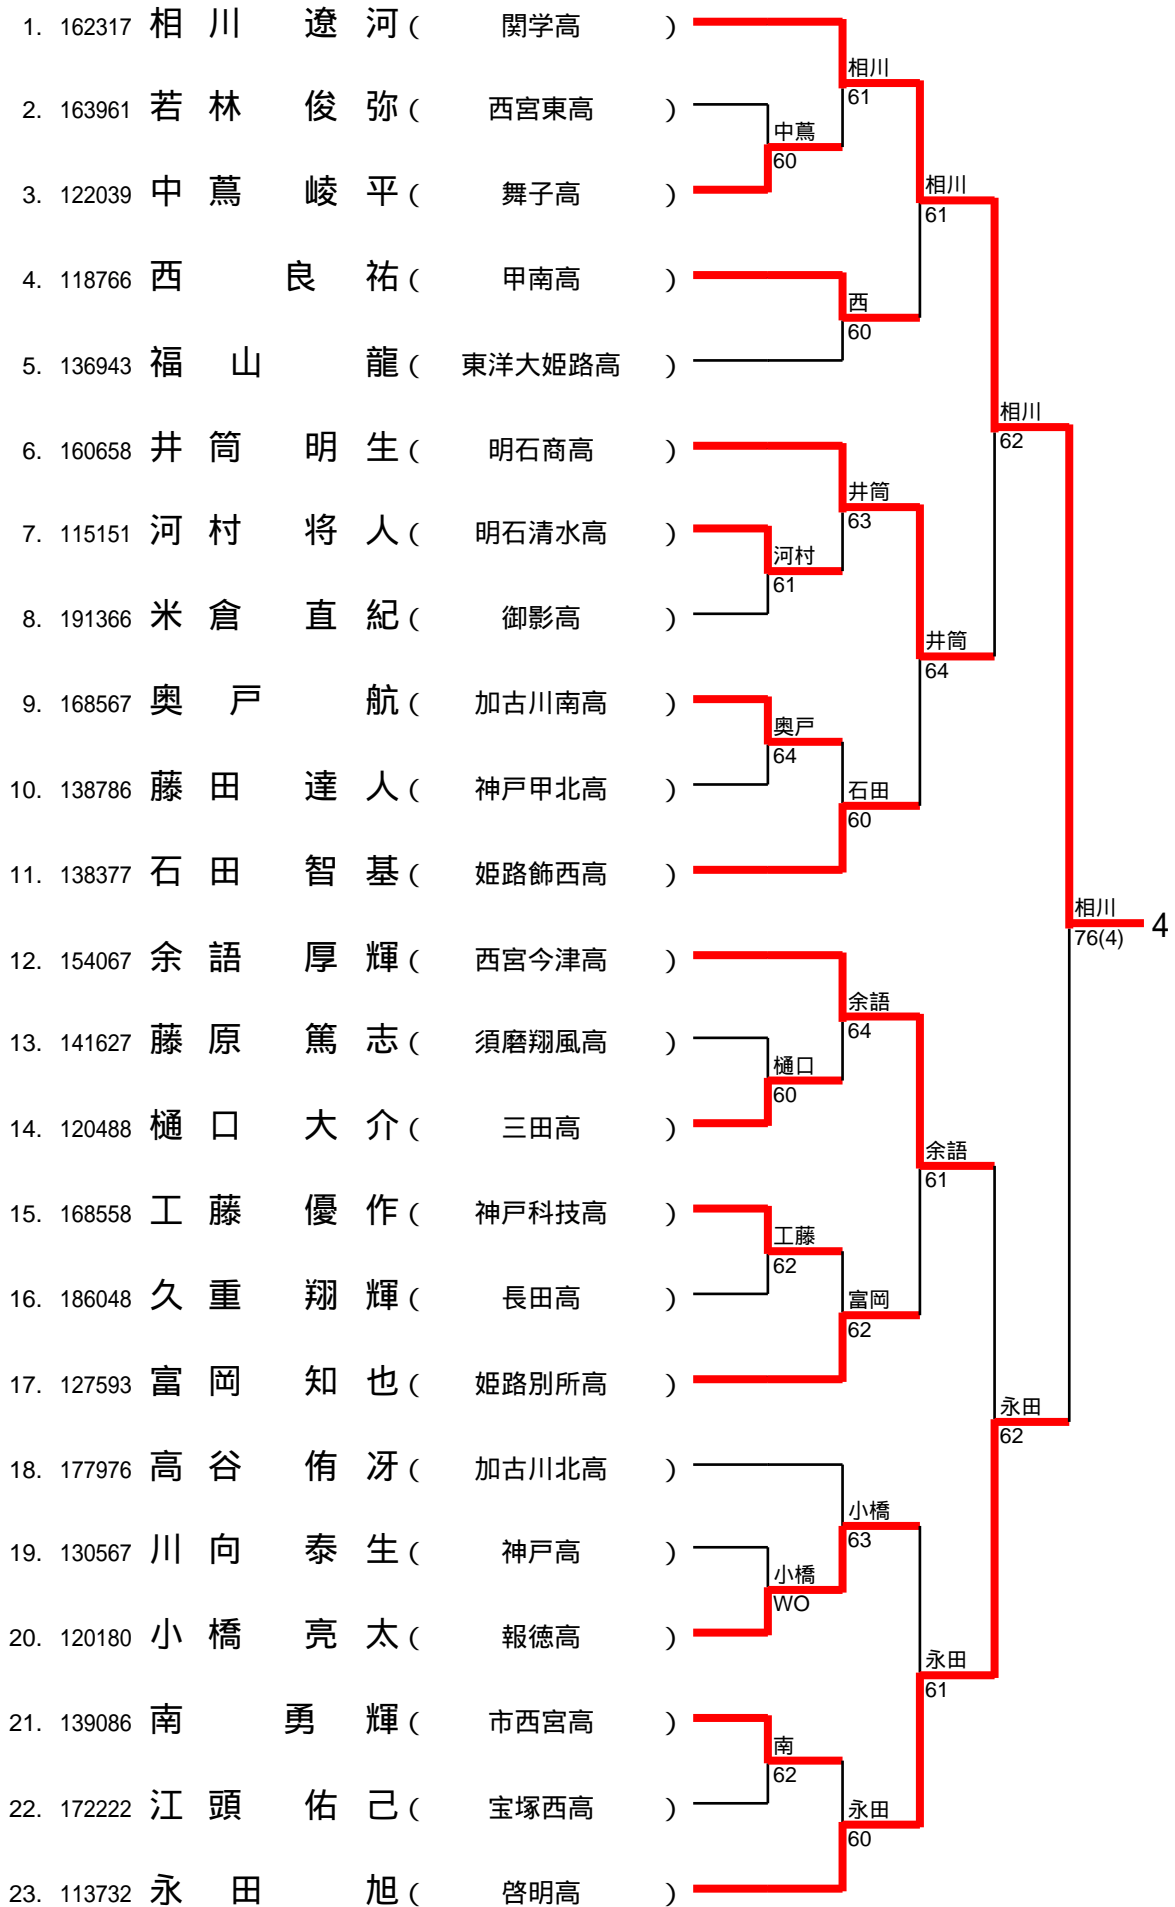 1. 162317 相川 遼河 ( 関学高 )
相川
61
2. 163961 若林 俊弥 ( 西宮東高 )
中蔦
60
3. 122039 中蔦 崚平 ( 舞子高 )
相川
61
4. 118766 西 良祐 ( 甲南高 )
西
60
5. 136943 福山 龍 ( 東洋大姫路高 )
相川
62
6. 160658 井筒 明生 ( 明石商高 )
井筒
63
7. 115151 河村 将人 ( 明石清水高 )
河村
61
8. 191366 米倉 直紀 ( 御影高 )
井筒
64
9. 168567 奥戸 航 ( 加古川南高 )
奥戸
64
10. 138786 藤田 達人 ( 神戸甲北高 )
石田
60
11. 138377 石田 智基 ( 姫路飾西高 )
相川
76(4)
4
12. 154067 余語 厚輝 ( 西宮今津高 )
余語
64
13. 141627 藤原 篤志 ( 須磨翔風高 )
樋口
60
14. 120488 樋口 大介 ( 三田高 )
余語
61
15. 168558 工藤 優作 ( 神戸科技高 )
工藤
62
16. 186048 久重 翔輝 ( 長田高 )
富岡
62
17. 127593 富岡 知也 ( 姫路別所高 )
永田
62
18. 177976 高谷 侑冴 ( 加古川北高 )
小橋
63
19. 130567 川向 泰生 ( 神戸高 )
小橋
WO
20. 120180 小橋 亮太 ( 報徳高 )
永田
61
21. 139086 南 勇輝 ( 市西宮高 )
南
62
22. 172222 江頭 佑己 ( 宝塚西高 )
永田
60
23. 113732 永田 旭 ( 啓明高 )